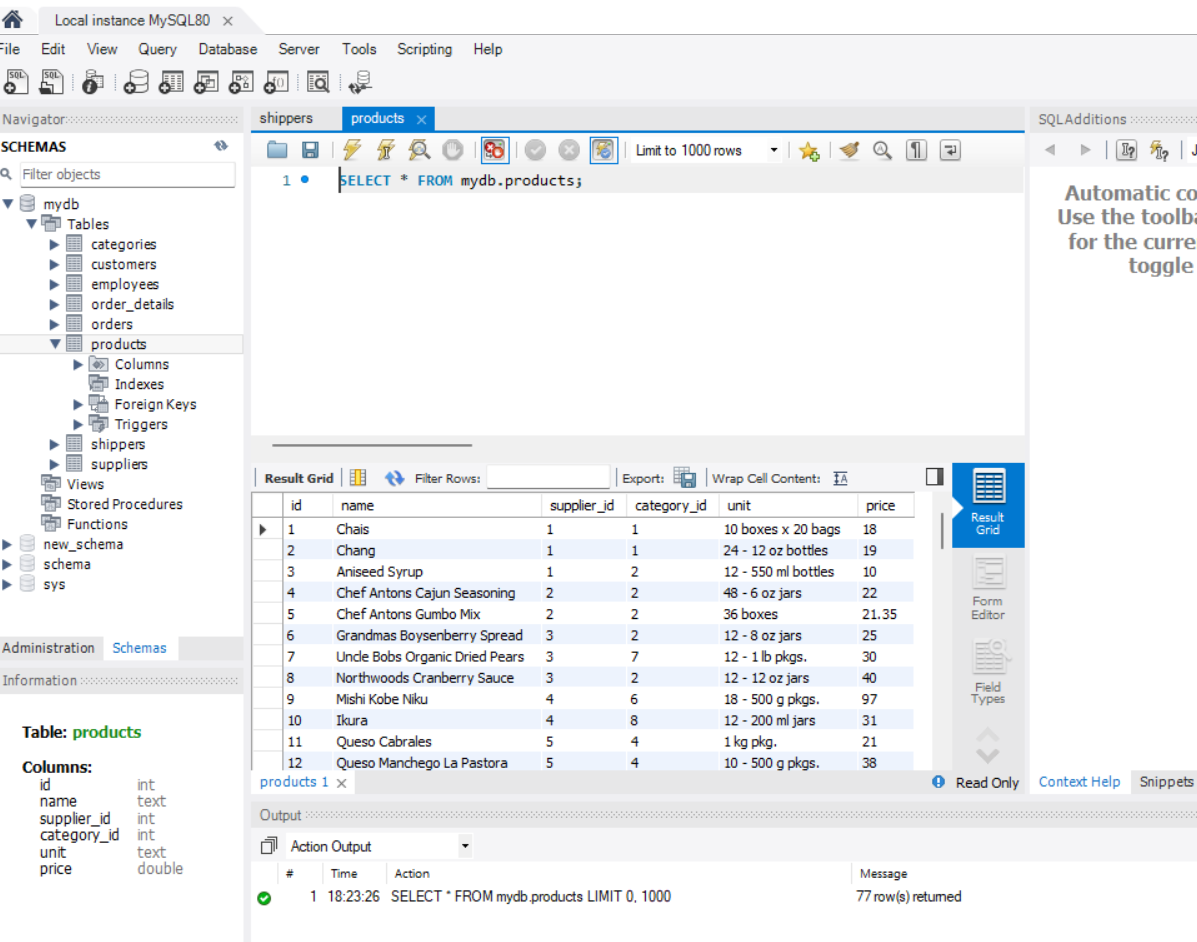 Local instance MySQL80
File Edit View Query Database Server Tools Scripting Help
Navigator
SCHEMAS
Filter objects
mydb
Tables
categories
customers
employees
order_details
orders
products
Columns
Indexes
Foreign Keys
Triggers
shippers
suppliers
Views
Stored Procedures
Functions
new_schema
schema
sys
Administration Schemas
Information
Table: products
Columns:
id int
name text
supplier_id int
category_id int
unit text
price double
shippers products
Limit to 1000 rows
1 SELECT * FROM mydb.products;
Result Grid Filter Rows: Export: Wrap Cell Content:
id name supplier_id category_id unit price
1 Chais 1 1 10 boxes x 20 bags 18
2 Chang 1 1 24 - 12 oz bottles 19
3 Aniseed Syrup 1 2 12 - 550 ml bottles 10
4 Chef Antons Cajun Seasoning 2 2 48 - 6 oz jars 22
5 Chef Antons Gumbo Mix 2 2 36 boxes 21.35
6 Grandmas Boysenberry Spread 3 2 12 - 8 oz jars 25
7 Uncle Bobs Organic Dried Pears 3 7 12 - 1 lb pkgs. 30
8 Northwoods Cranberry Sauce 3 2 12 - 12 oz jars 40
9 Mishi Kobe Niku 4 6 18 - 500 g pkgs. 97
10 Ikura 4 8 12 - 200 ml jars 31
11 Queso Cabrales 5 4 1 kg pkg. 21
12 Queso Manchego La Pastora 5 4 10 - 500 g pkgs. 38
Result
Grid
Form
Editor
Field
Types
products 1 Read Only
Output
Action Output
# Time Action Message
1 18:23:26 SELECT * FROM mydb.products LIMIT 0, 1000 77 row(s) returned
SQLAdditions
Automatic co
Use the toolba
for the curre
toggle
Context Help Snippets